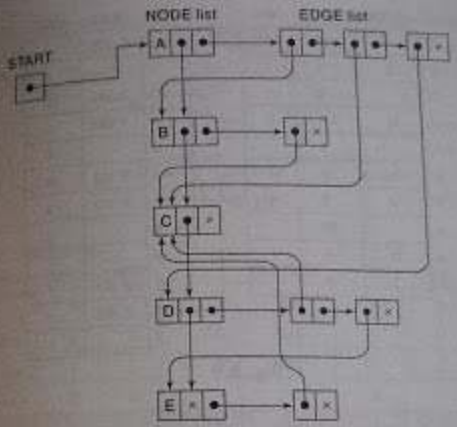 NODE list EDGE list
START
A ×
B ×
C ×
D ×
E × ×